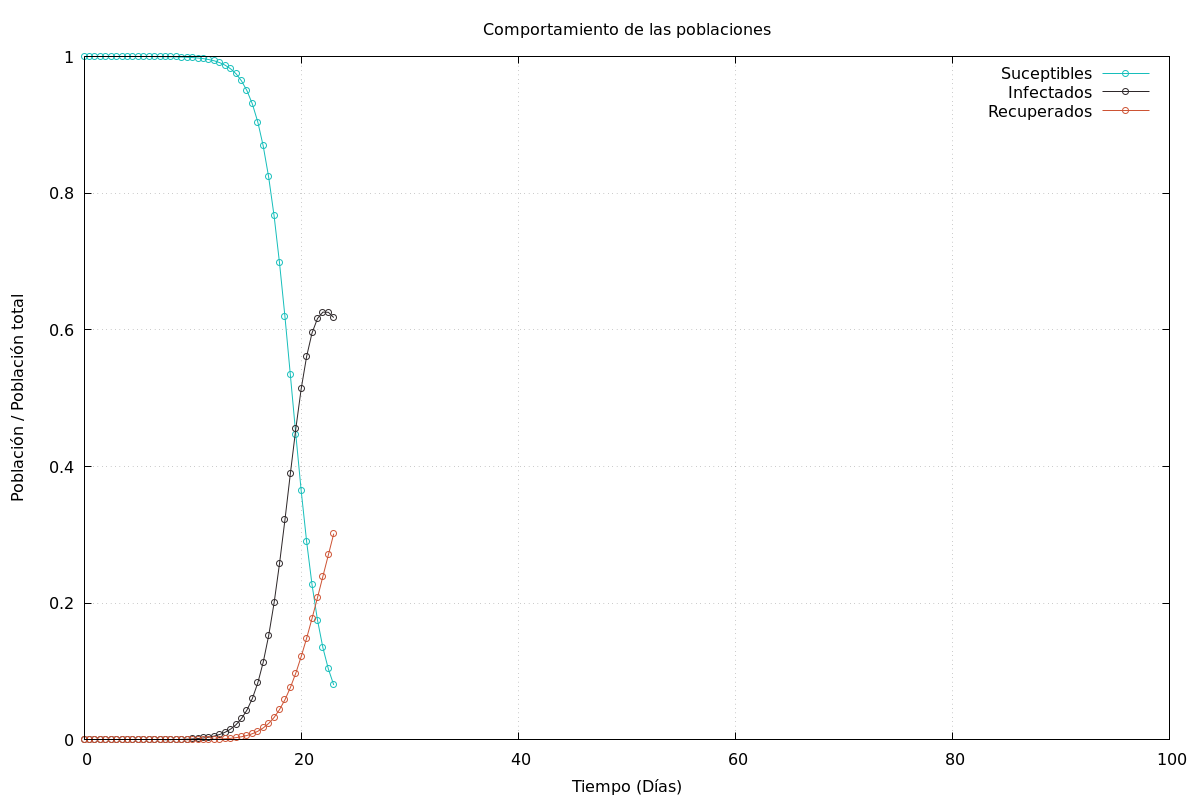 Comportamiento de las poblaciones
Suceptibles
Infectados
Recuperados
1
0.8
0.6
0.4
0.2
0
Población / Población total
0 20 40 60 80 100
Tiempo (Días)